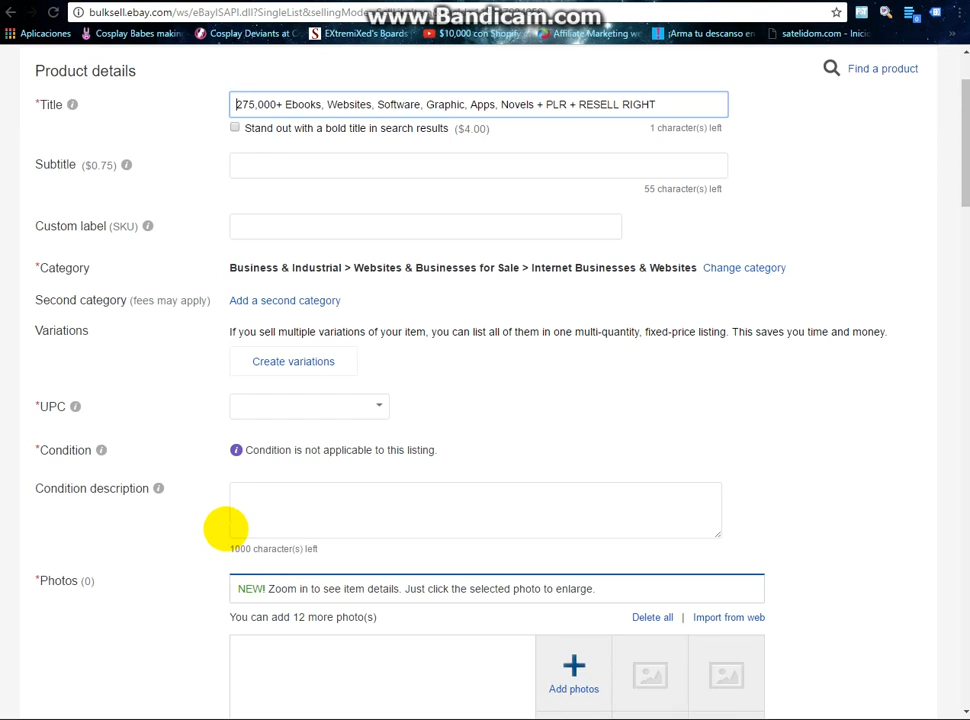 bulksell.ebay.com/ws/eBayISAPI.dll?SingleList&sellingMode
www.Bandicam.com
Aplicaciones
Cosplay Babes makin
Cosplay Deviants at C
EXtremiXed's Boards
$10,000 con Shopify
Affiliate Marketing w
¡Arma tu descanso en
satelidom.com - Inicio
»
Product details
Find a product
*Title
275,000+ Ebooks, Websites, Software, Graphic, Apps, Novels + PLR + RESELL RIGHT
Stand out with a bold title in search results ($4.00)
1 character(s) left
Subtitle ($0.75)
55 character(s) left
Custom label (SKU)
*Category
Business & Industrial > Websites & Businesses for Sale > Internet Businesses & Websites Change category
Second category (fees may apply)
Add a second category
Variations
If you sell multiple variations of your item, you can list all of them in one multi-quantity, fixed-price listing. This saves you time and money.
Create variations
*UPC
*Condition
Condition is not applicable to this listing.
Condition description
1000 character(s) left
*Photos (0)
NEW! Zoom in to see item details. Just click the selected photo to enlarge.
You can add 12 more photo(s)
Delete all | Import from web
Add photos